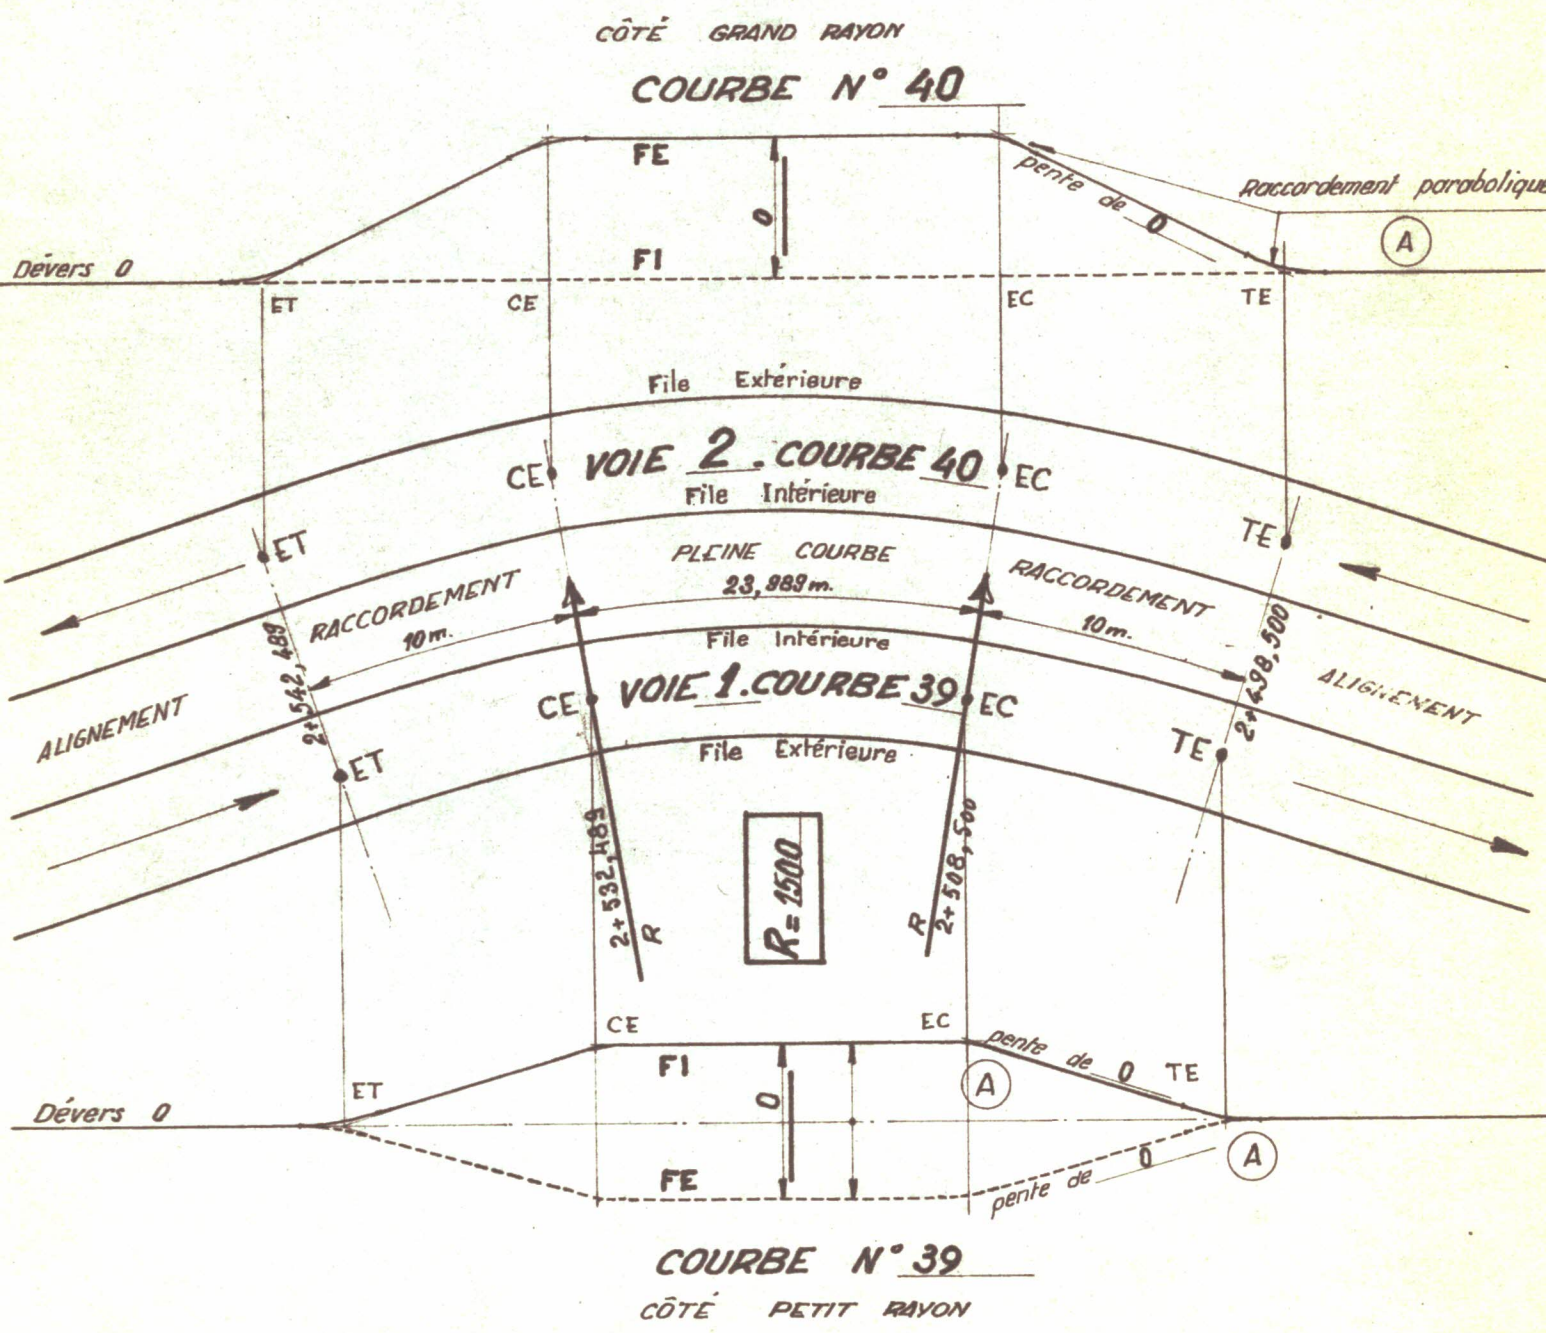 CÔTÉ GRAND RAYON
COURBE N° 40
FE
0
pente de 0
Raccordement parabolique
A
Dévers 0
FI
ET
CE
EC
TE
File Extérieure
CE
VOIE 2. COURBE 40
EC
File Intérieure
ET
TE
PLEINE COURBE
23,989m.
RACCORDEMENT
10m.
RACCORDEMENT
10m.
2+542,489
2+498,500
File Intérieure
ALIGNEMENT
ALIGNEMENT
CE
VOIE 1. COURBE 39
EC
File Extérieure
ET
TE
2+532,489
R
R=1500
R
2+508,500
CE
EC
pente de 0
FI
ET
TE
A
0
Dévers 0
FE
pente de 0
A
COURBE N° 39
CÔTÉ PETIT RAYON